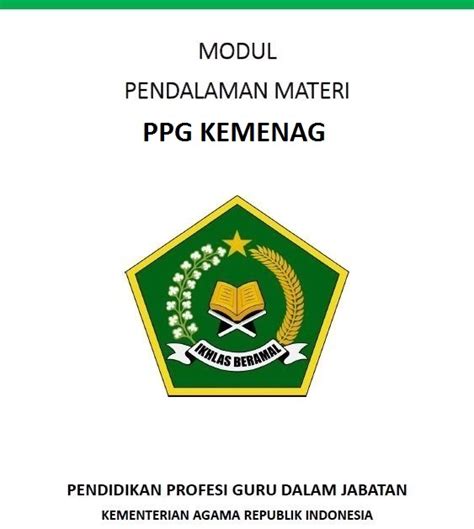 MODUL
PENDALAMAN MATERI
PPG KEMENAG
IKHLAS BERAMAL
PENDIDIKAN PROFESI GURU DALAM JABATAN
KEMENTERIAN AGAMA REPUBLIK INDONESIA